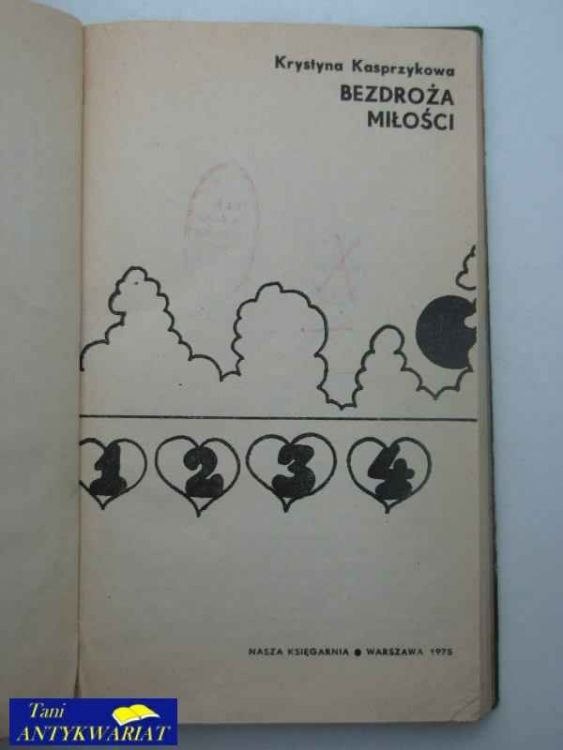 Krystyna Kasprzykowa
BEZDROŻA
MIŁOŚCI
1 2 3 4
NASZA KSIĘGARNIA ● WARSZAWA 1975
Tani
ANTYKWARIAT